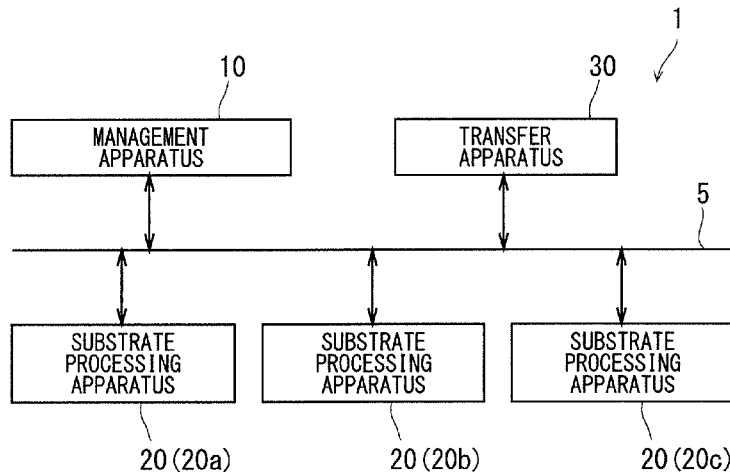 1
10
30
MANAGEMENT
APPARATUS
TRANSFER
APPARATUS
5
SUBSTRATE
PROCESSING
APPARATUS
SUBSTRATE
PROCESSING
APPARATUS
SUBSTRATE
PROCESSING
APPARATUS
20(20a)
20(20b)
20(20c)